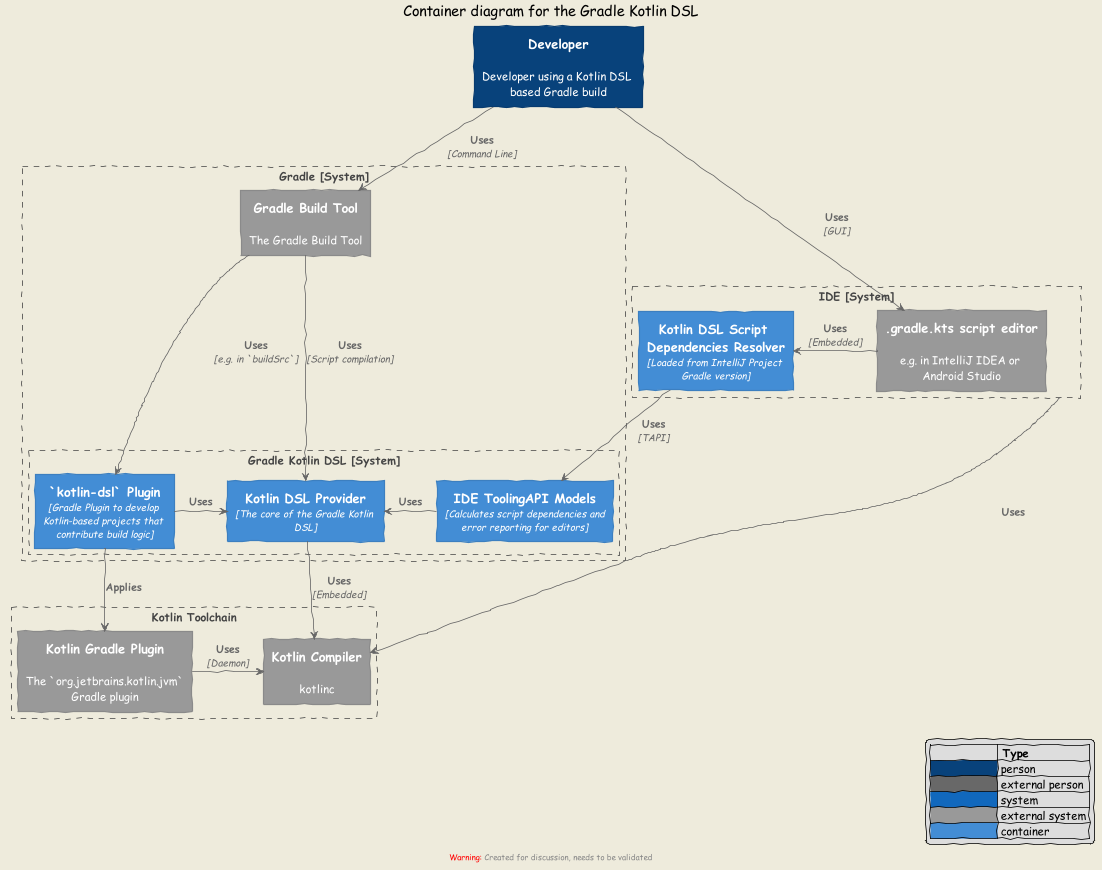 Container diagram for the Gradle Kotlin DSL
Developer
Developer using a Kotlin DSL
based Gradle build
Uses
[Command Line]
Uses
[GUI]
Gradle [System]
Gradle Build Tool
The Gradle Build Tool
IDE [System]
Kotlin DSL Script
Dependencies Resolver
[Loaded from IntelliJ Project
Gradle version]
Uses
[Embedded]
.gradle.kts script editor
e.g. in IntelliJ IDEA or
Android Studio
Uses
[e.g. in `buildSrc`]
Uses
[Script compilation]
Uses
[TAPI]
Gradle Kotlin DSL [System]
`kotlin-dsl` Plugin
[Gradle Plugin to develop
Kotlin-based projects that
contribute build logic]
Uses
Kotlin DSL Provider
[The core of the Gradle Kotlin
DSL]
Uses
IDE ToolingAPI Models
[Calculates script dependencies and
error reporting for editors]
Uses
Applies
Uses
[Embedded]
Kotlin Toolchain
Kotlin Gradle Plugin
The `org.jetbrains.kotlin.jvm`
Gradle plugin
Uses
[Daemon]
Kotlin Compiler
kotlinc
Type
person
external person
system
external system
container
Warning: Created for discussion, needs to be validated